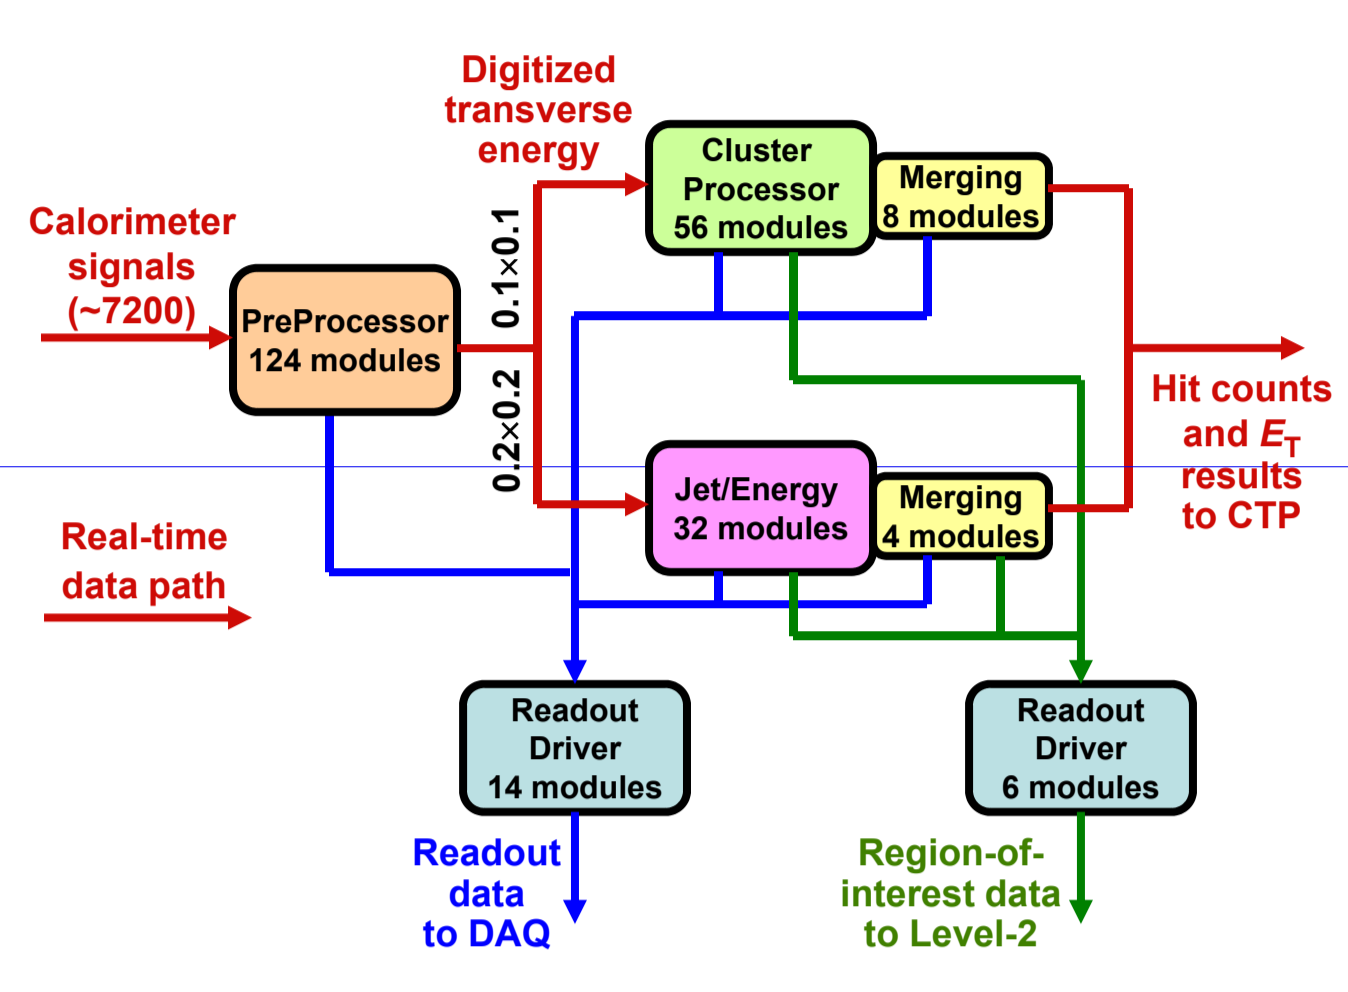 Digitized
transverse
energy
Calorimeter
signals
(~7200)
PreProcessor
124 modules
0.1×0.1
0.2×0.2
Cluster
Processor
56 modules
Merging
8 modules
Jet/Energy
32 modules
Merging
4 modules
Hit counts
and ET
results
to CTP
Real-time
data path
Readout
Driver
14 modules
Readout
Driver
6 modules
Readout
data
to DAQ
Region-of-
interest data
to Level-2